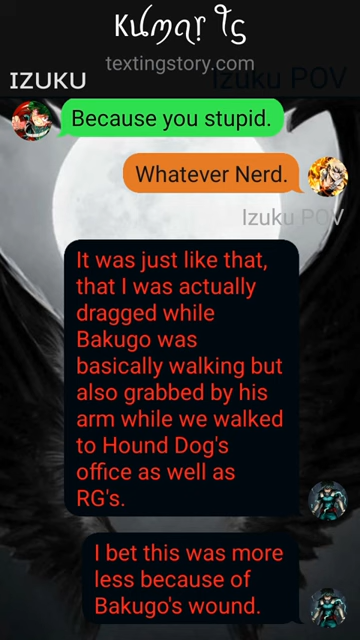 Kumar Ts
textingstory.com
IZUKU
Izuku POV
Because you stupid.
Whatever Nerd.
Izuku POV
It was just like that,
that I was actually
dragged while
Bakugo was
basically walking but
also grabbed by his
arm while we walked
to Hound Dog's
office as well as
RG's.
I bet this was more
less because of
Bakugo's wound.